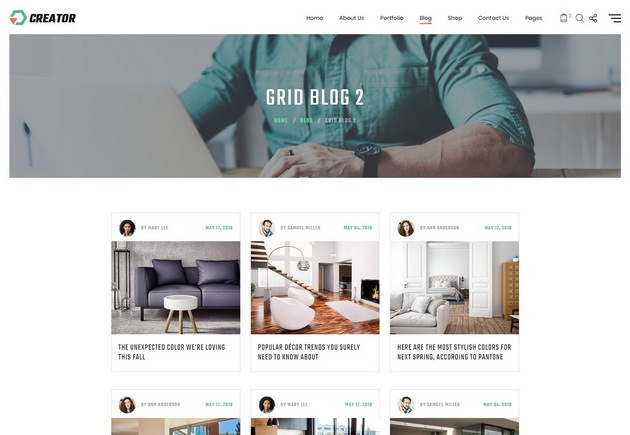 CREATOR
Home About Us Portfolio Blog Shop Contact Us Pages 2
GRID BLOG 2
HOME / BLOG / GRID BLOG 2
BY MARY LEE MAY 17, 2018
BY SAMUEL MILLER MAY 04, 2018
BY ANN ANDERSON MAY 17, 2018
THE UNEXPECTED COLOR WE'RE LOVING
THIS FALL
POPULAR DÉCOR TRENDS YOU SURELY
NEED TO KNOW ABOUT
HERE ARE THE MOST STYLISH COLORS FOR
NEXT SPRING, ACCORDING TO PANTONE
BY ANN ANDERSON MAY 17, 2018
BY MARY LEE MAY 17, 2018
BY SAMUEL MILLER MAY 04, 2018